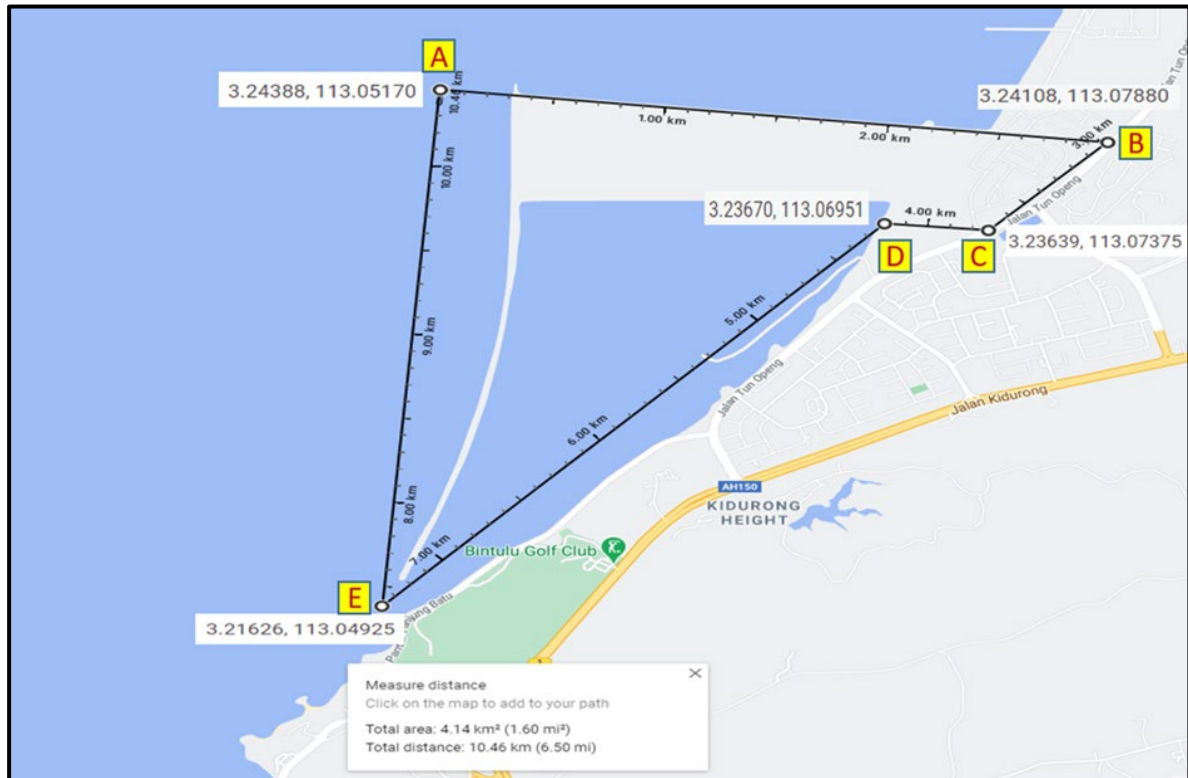 A
3.24388, 113.05170
10.46 km
Jalan Tun Openg
3.24108, 113.07880
1.00 km
2.00 km
3.00 km
B
10.00 km
3.23670, 113.06951
4.00 km
Jalan Tun Openg
D
C
3.23639, 113.07375
5.00 km
9.00 km
Jalan Tun Openg
Jalan Kidurong
6.00 km
8.00 km
AH150
KIDURONG
HEIGHT
7.00 km
Bintulu Golf Club
E
3.21626, 113.04925
1
Measure distance
Click on the map to add to your path
Total area: 4.14 km² (1.60 mi²)
Total distance: 10.46 km (6.50 mi)